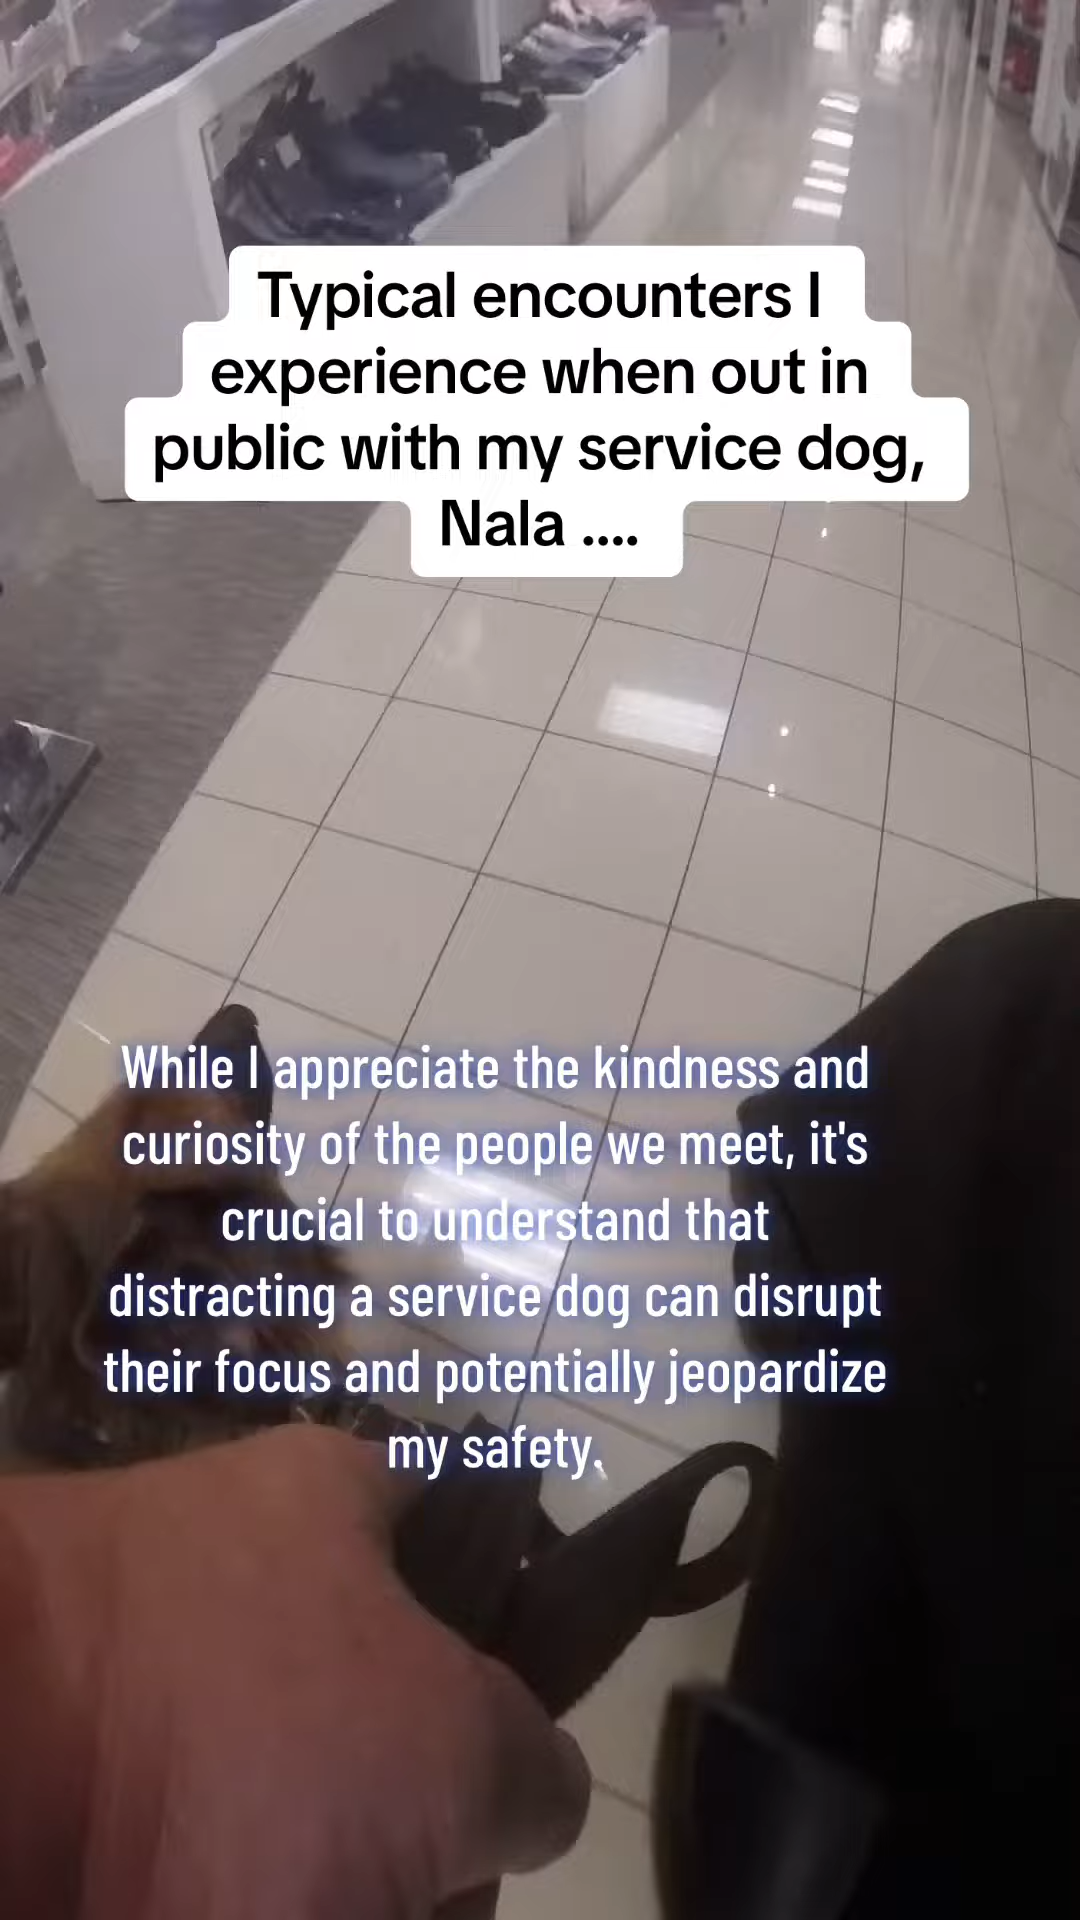 Typical encounters I
experience when out in
public with my service dog,
Nala ....
While I appreciate the kindness and
curiosity of the people we meet, it's
crucial to understand that
distracting a service dog can disrupt
their focus and potentially jeopardize
my safety.